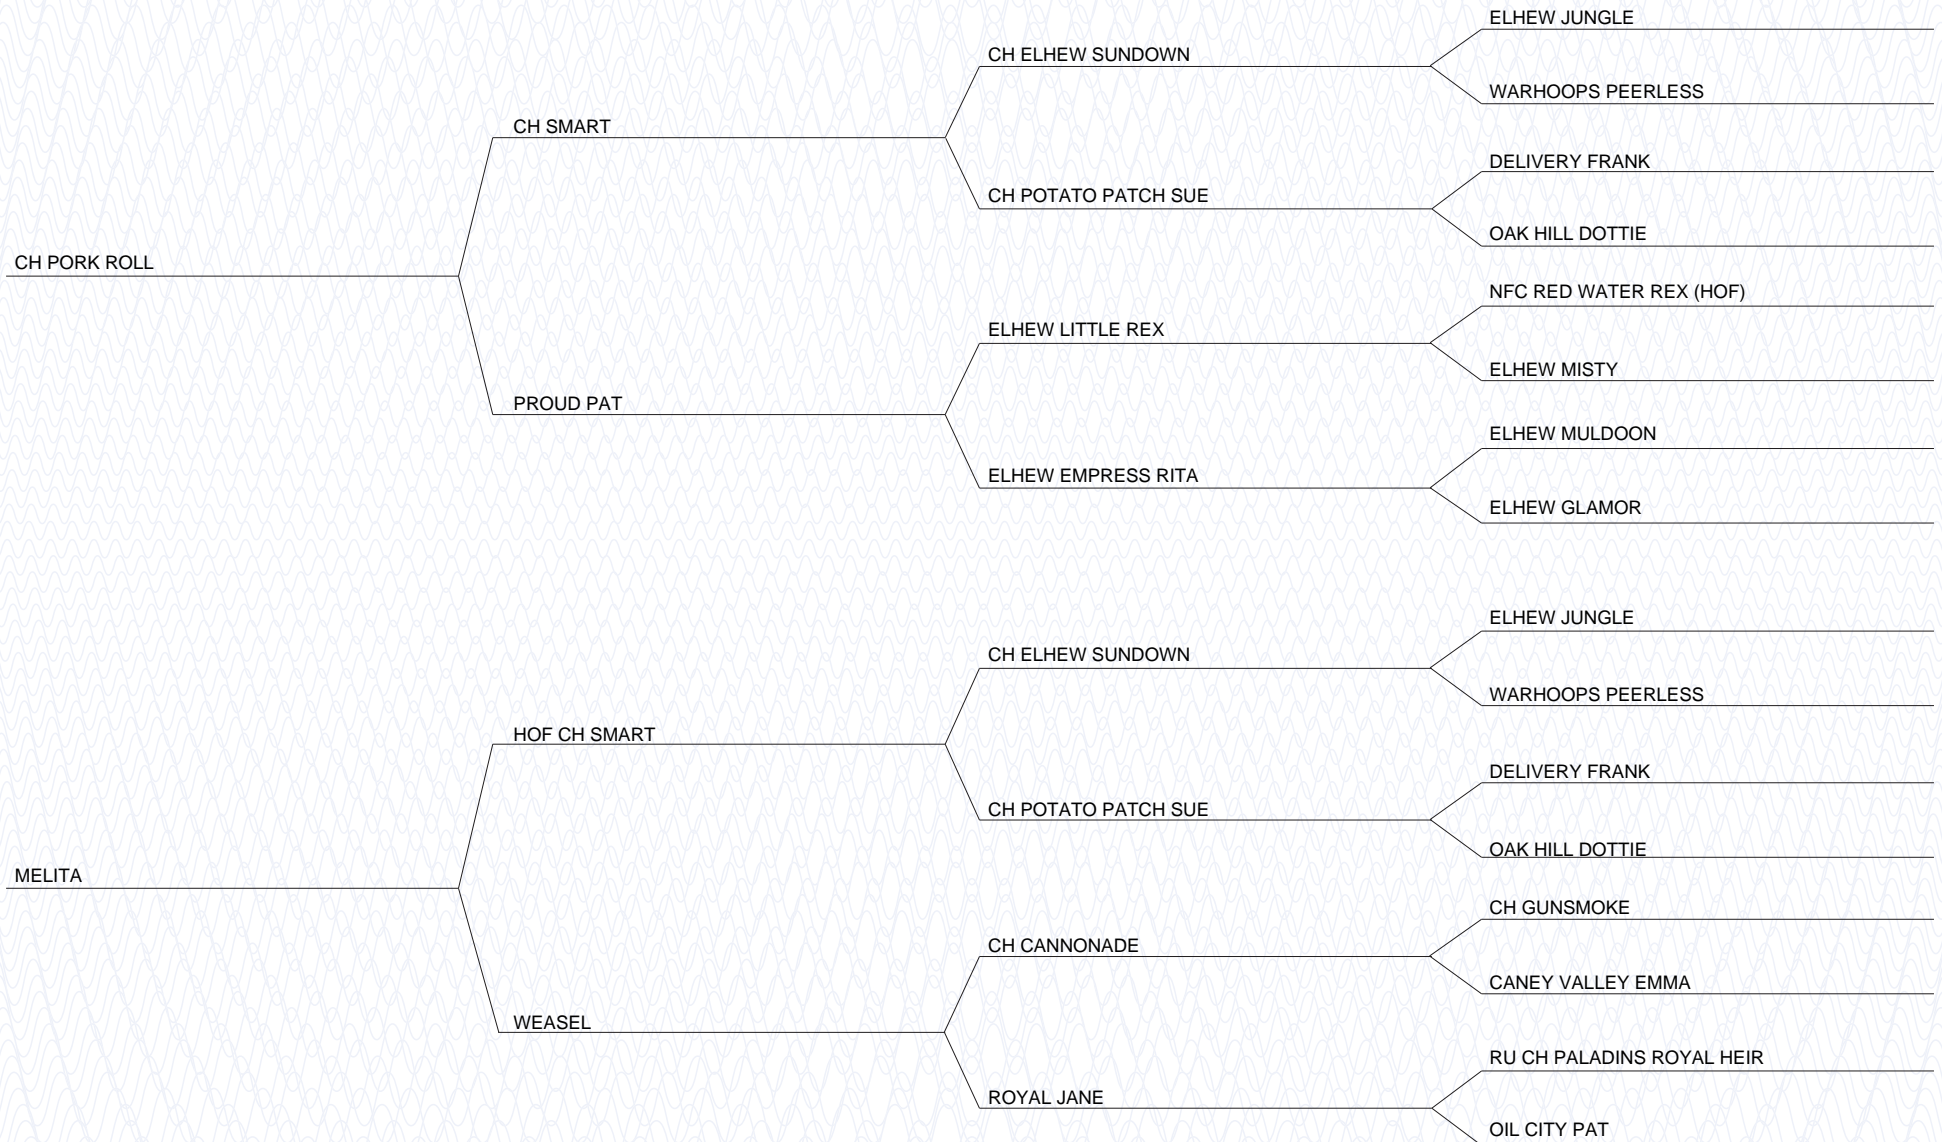 ELHEW JUNGLE
CH ELHEW SUNDOWN
WARHOOPS PEERLESS
CH SMART
DELIVERY FRANK
CH POTATO PATCH SUE
OAK HILL DOTTIE
CH PORK ROLL
NFC RED WATER REX (HOF)
ELHEW LITTLE REX
ELHEW MISTY
PROUD PAT
ELHEW MULDOON
ELHEW EMPRESS RITA
ELHEW GLAMOR
ELHEW JUNGLE
CH ELHEW SUNDOWN
WARHOOPS PEERLESS
HOF CH SMART
DELIVERY FRANK
CH POTATO PATCH SUE
OAK HILL DOTTIE
MELITA
CH GUNSMOKE
CH CANNONADE
CANEY VALLEY EMMA
WEASEL
RU CH PALADINS ROYAL HEIR
ROYAL JANE
OIL CITY PAT